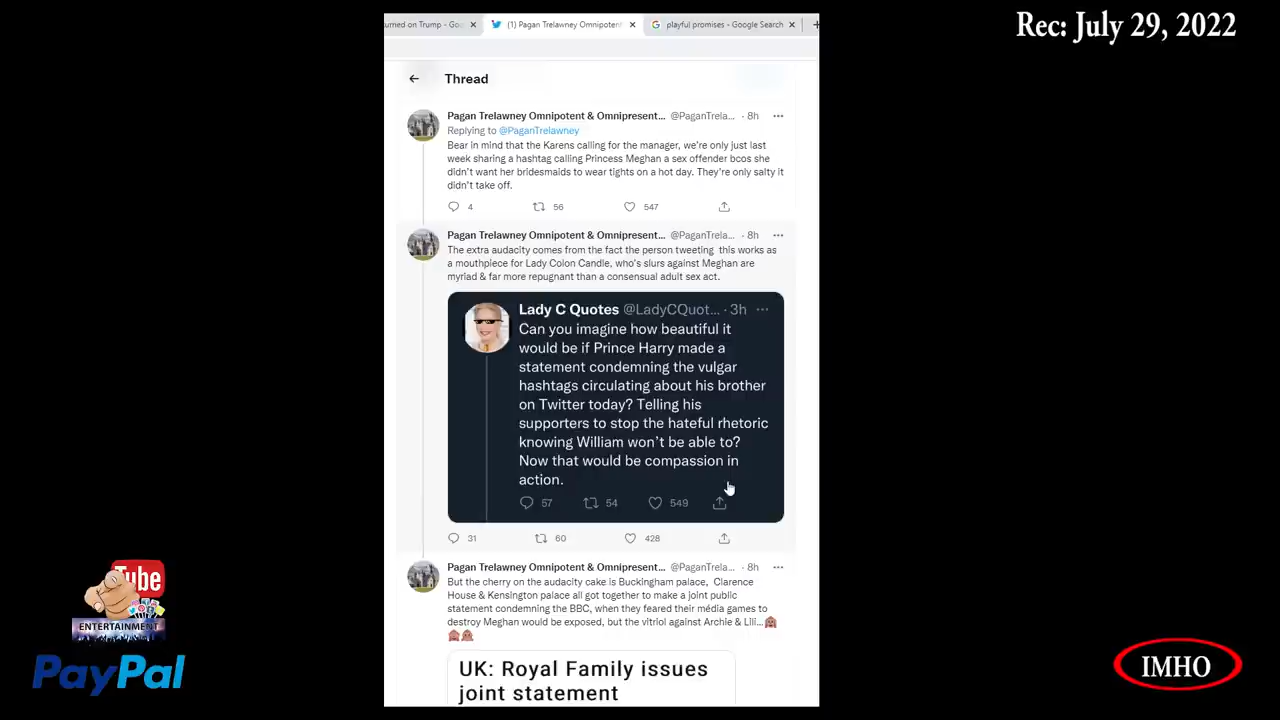 Rec: July 29, 2022
urned on Trump - Goo
(1) Pagan Trelawney Omnipotent
playful promises - Google Search
Thread
Pagan Trelawney Omnipotent & Omnipresent... @PaganTrela... · 8h
Replying to @PaganTrelawney
Bear in mind that the Karens calling for the manager, we're only just last
week sharing a hashtag calling Princess Meghan a sex offender bcos she
didn't want her bridesmaids to wear tights on a hot day. They're only salty it
didn't take off.
4 56 547
Pagan Trelawney Omnipotent & Omnipresent... @PaganTrela... · 8h
The extra audacity comes from the fact the person tweeting this works as
a mouthpiece for Lady Colon Candle, who's slurs against Meghan are
myriad & far more repugnant than a consensual adult sex act.
Lady C Quotes @LadyCQuot... · 3h
Can you imagine how beautiful it
would be if Prince Harry made a
statement condemning the vulgar
hashtags circulating about his brother
on Twitter today? Telling his
supporters to stop the hateful rhetoric
knowing William won't be able to?
Now that would be compassion in
action.
57 54 549
31 60 428
Pagan Trelawney Omnipotent & Omnipresent... @PaganTrela... · 8h
But the cherry on the audacity cake is Buckingham palace, Clarence
House & Kensington palace all got together to make a joint public
statement condemning the BBC, when they feared their média games to
destroy Meghan would be exposed, but the vitriol against Archie & Lili...
UK: Royal Family issues
joint statement
Tube
ENTERTAINMENT
PayPal
IMHO